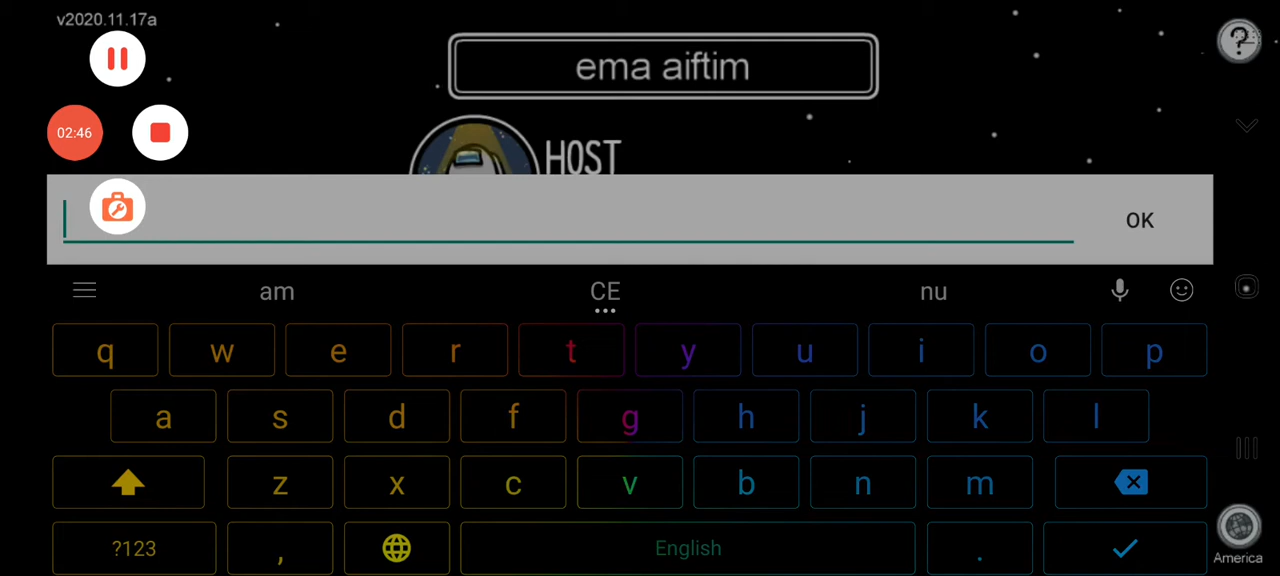 v2020.11.17a
ema aiftim
02:46
HOST
OK
am CE nu
q w e r t y u i o p
a s d f g h j k l
z x c v b n m
?123 , English .
America